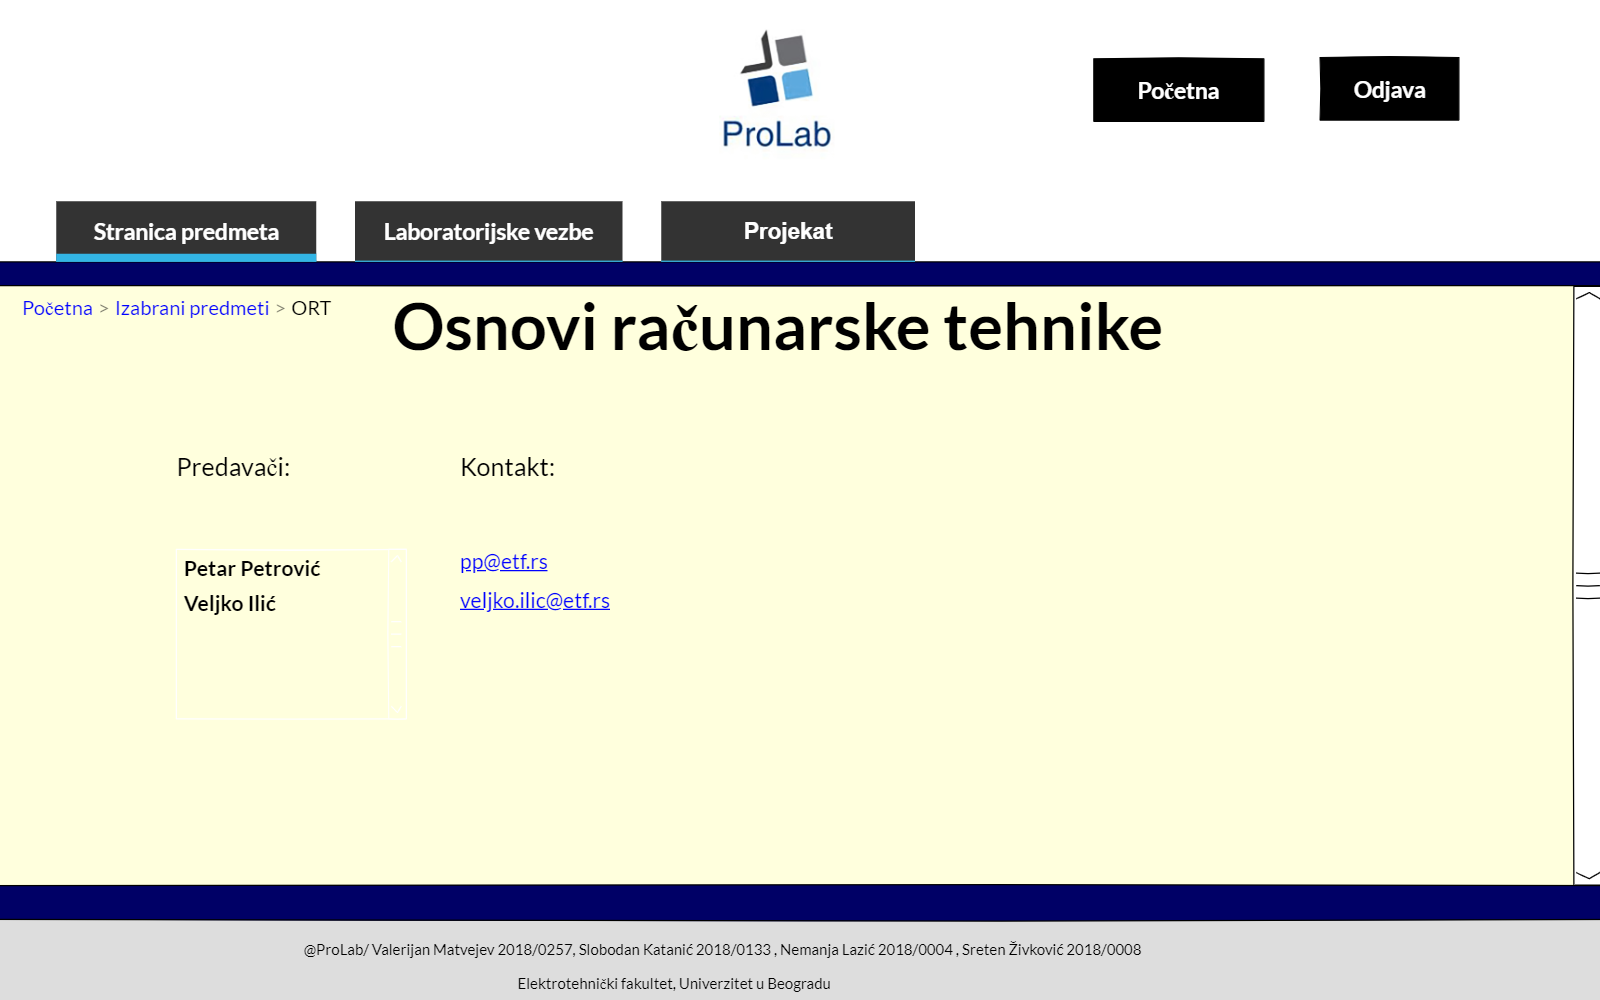 ProLab
Početna
Odjava
Stranica predmeta
Laboratorijske vezbe
Projekat
Početna > Izabrani predmeti > ORT
Osnovi računarske tehnike
Predavači:
Kontakt:
Petar Petrović
pp@etf.rs
Veljko Ilić
veljko.ilic@etf.rs
@ProLab/ Valerijan Matvejev 2018/0257, Slobodan Katanić 2018/0133 , Nemanja Lazić 2018/0004 , Sreten Živković 2018/0008
Elektrotehnički fakultet, Univerzitet u Beogradu